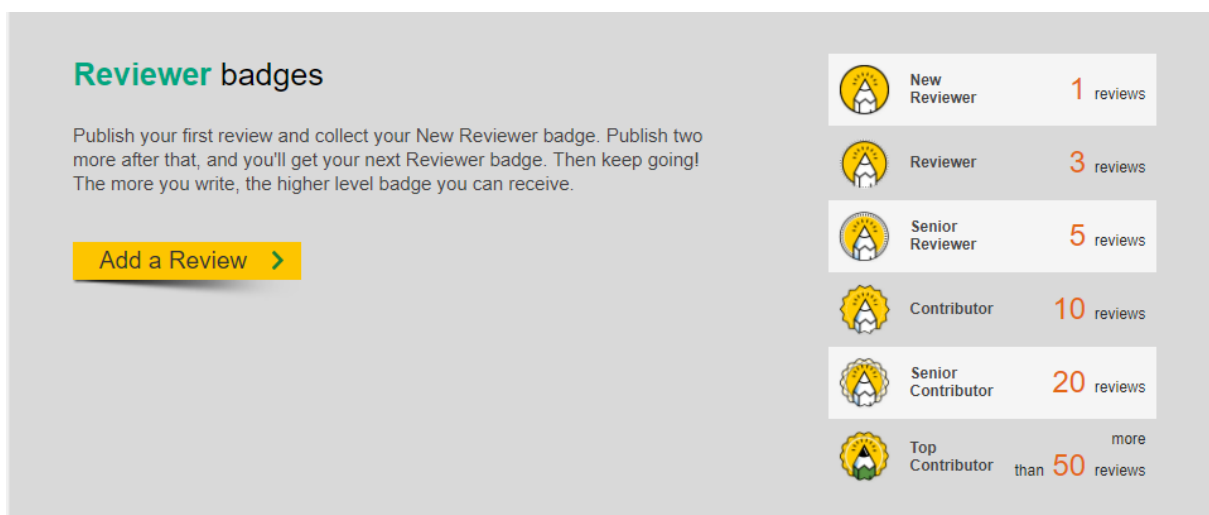 Reviewer badges
Publish your first review and collect your New Reviewer badge. Publish two
more after that, and you'll get your next Reviewer badge. Then keep going!
The more you write, the higher level badge you can receive.
Add a Review
New
Reviewer
1 reviews
Reviewer
3 reviews
Senior
Reviewer
5 reviews
Contributor
10 reviews
Senior
Contributor
20 reviews
Top
Contributor
more
than 50 reviews